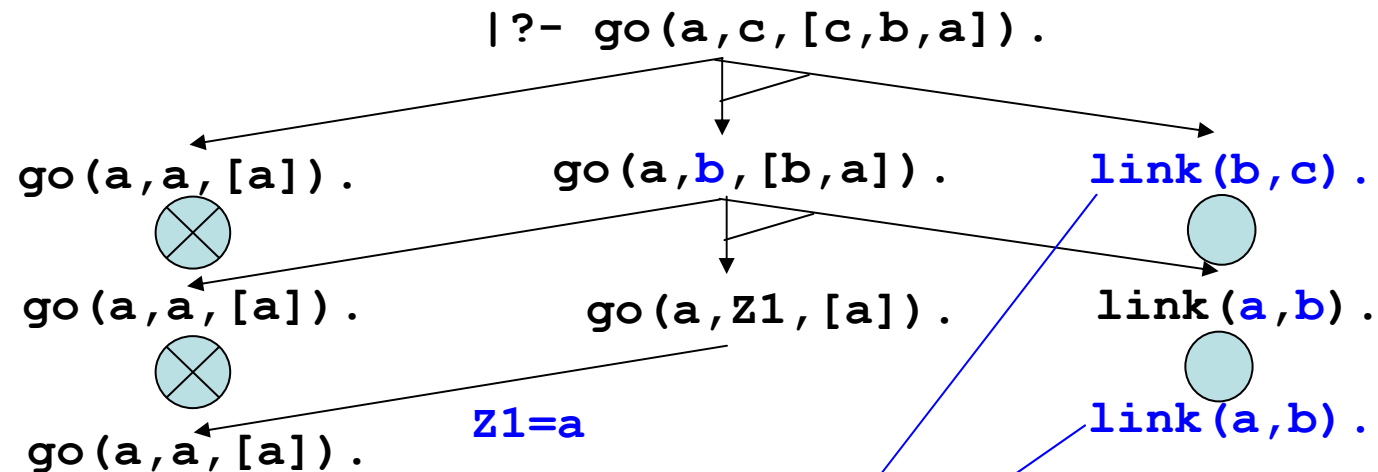 |?- go(a,c,[c,b,a]).
go(a,a,[a]). go(a,b,[b,a]). link(b,c).
go(a,a,[a]). go(a,Z1,[a]). link(a,b).
Z1=a link(a,b).
go(a,a,[a]).